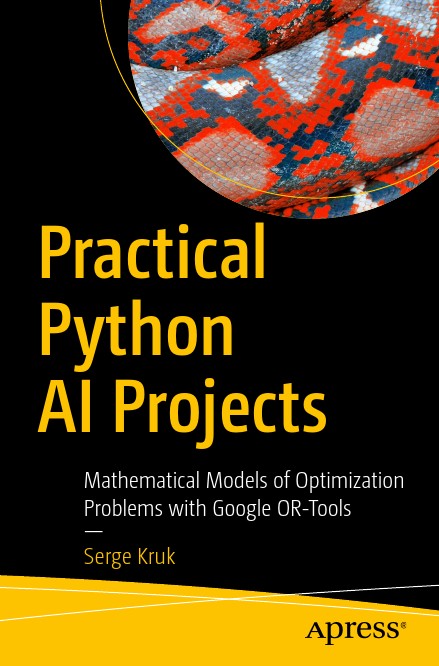 Practical
Python
AI Projects
Mathematical Models of Optimization
Problems with Google OR-Tools
—
Serge Kruk
Apress®